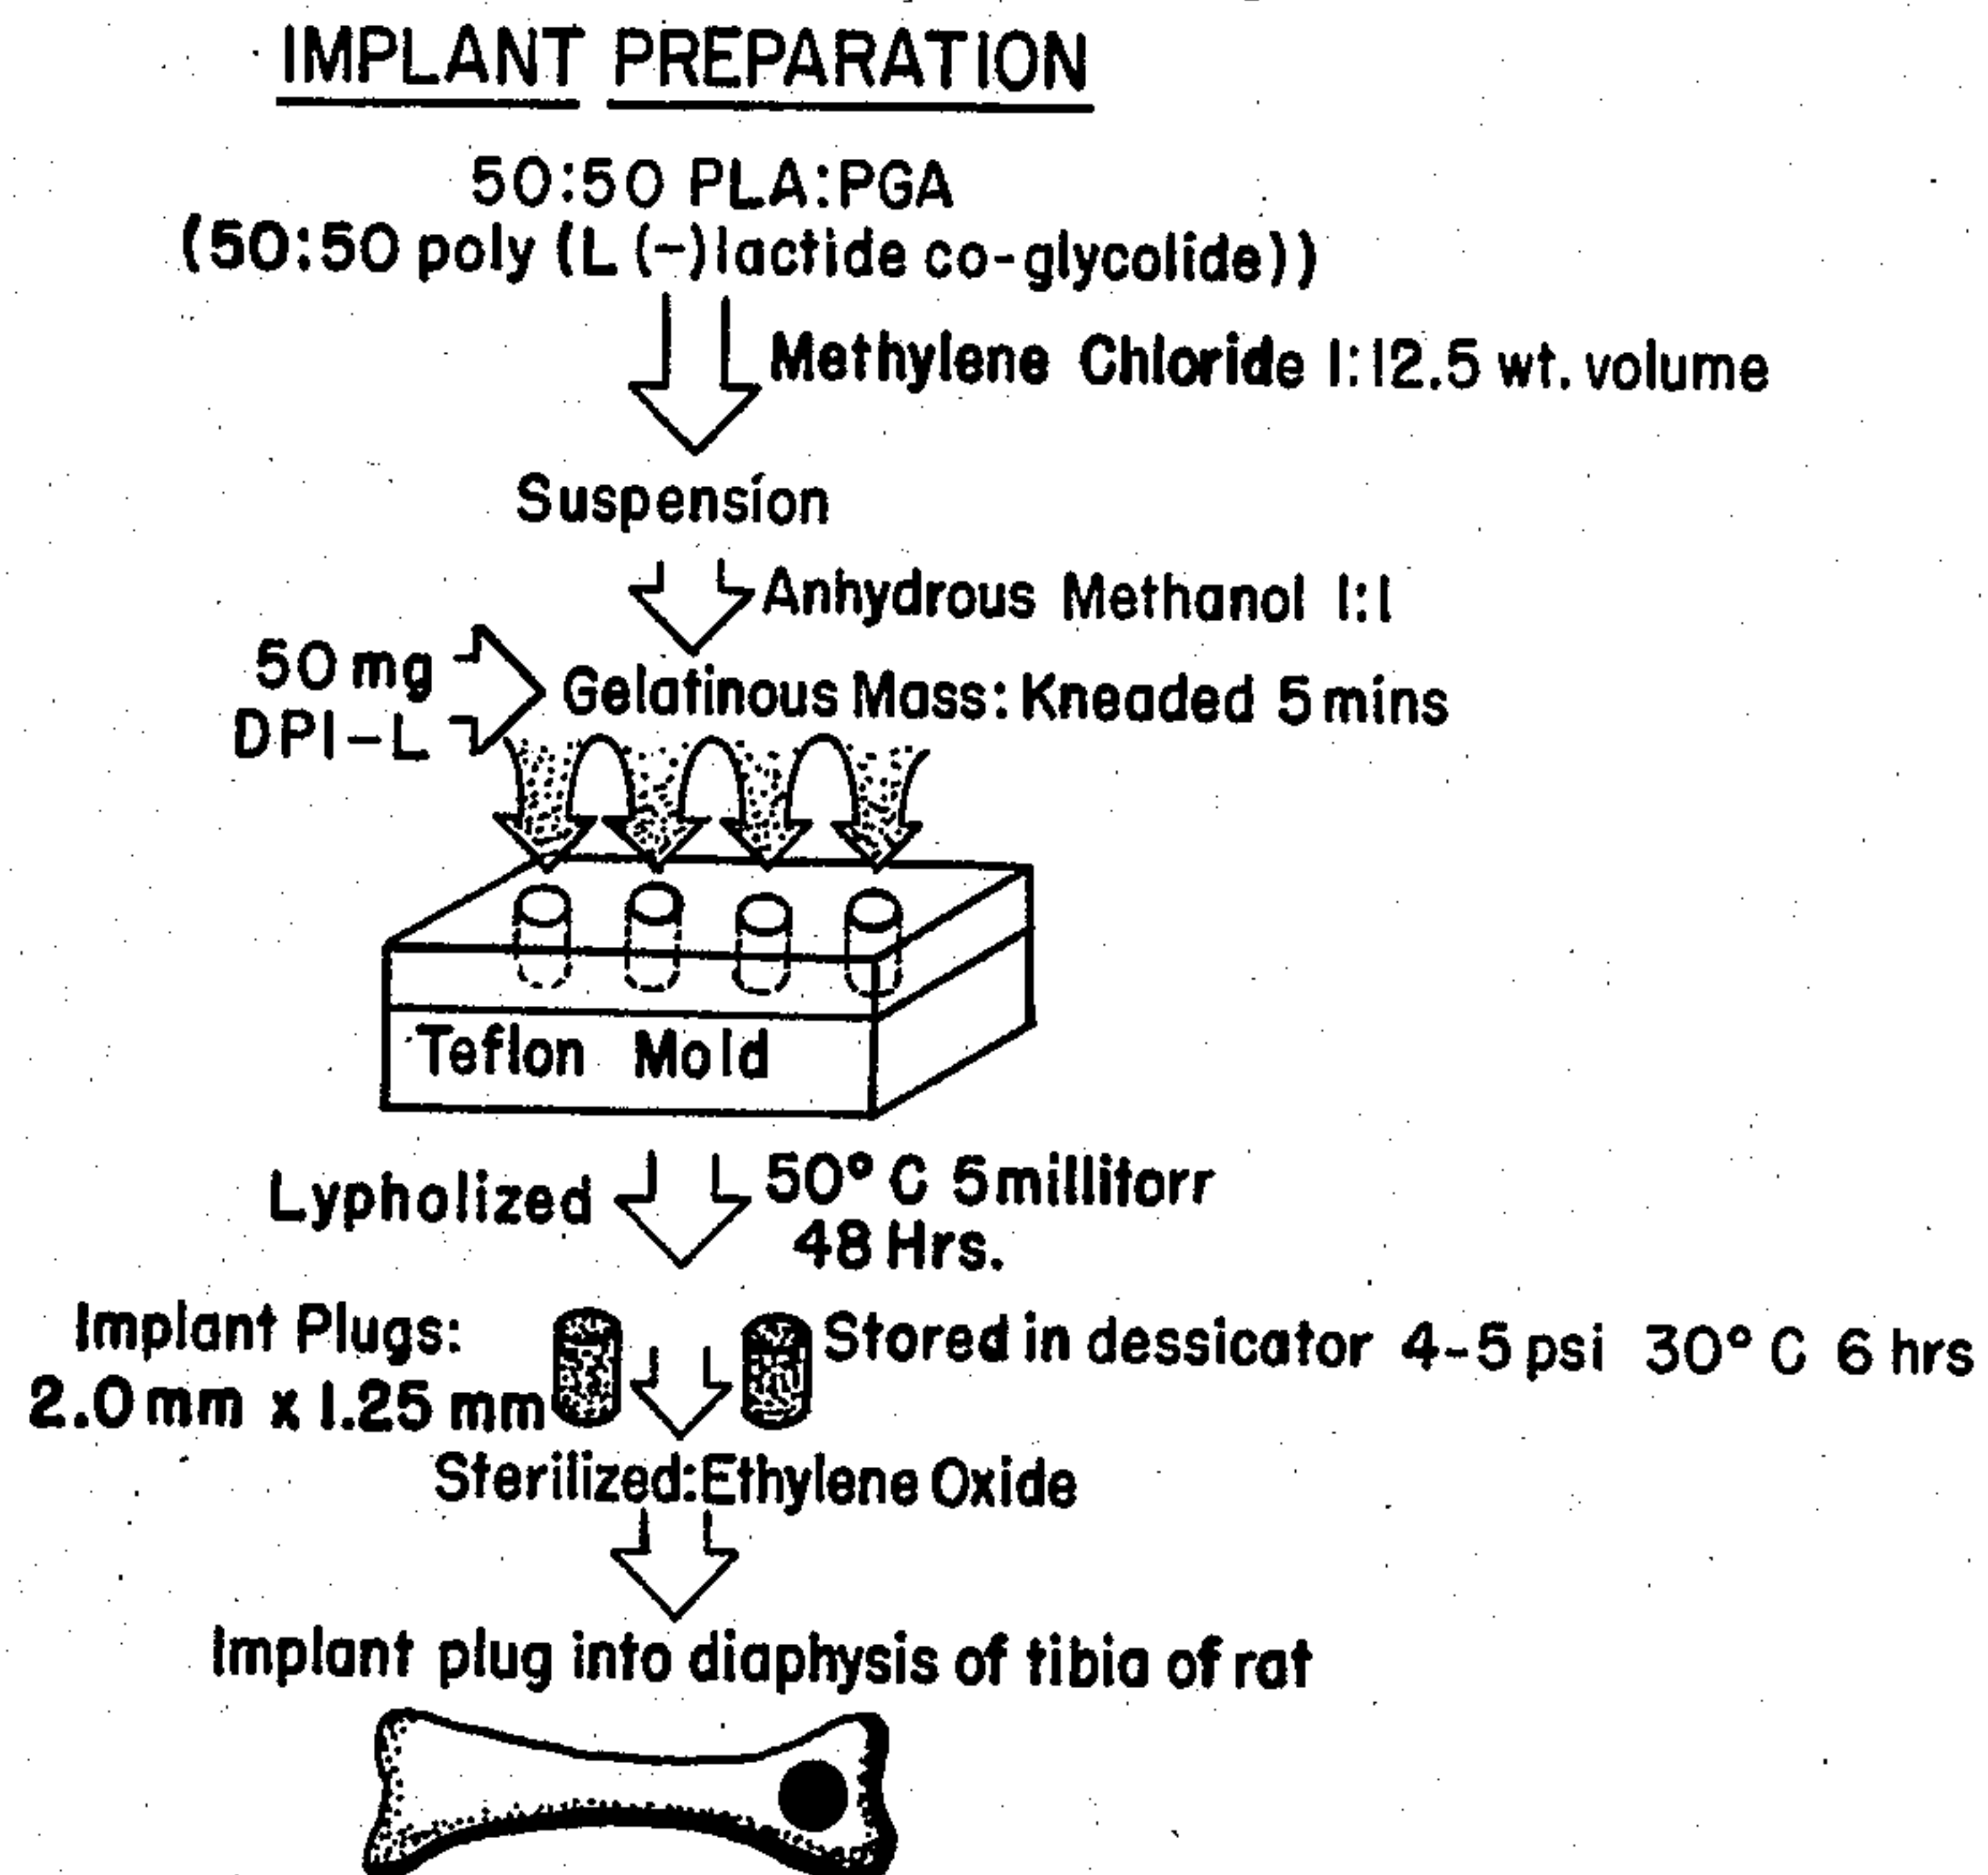 IMPLANT PREPARATION
50:50 PLA:PGA
(50:50 poly (L (-) lactide co-glycolide))
Methylene Chloride 1:12.5 wt. volume
Suspension
Anhydrous Methanol 1:1
50 mg
DPI-L
Gelatinous Mass: Kneaded 5 mins
Teflon Mold
Lypholized
50° C 5 millitorr
48 Hrs.
Implant Plugs:
2.0 mm x 1.25 mm
Stored in dessicator 4-5 psi 30° C 6 hrs
Sterilized: Ethylene Oxide
Implant plug into diaphysis of tibia of rat